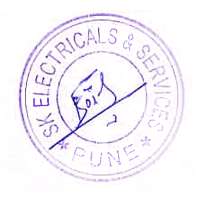 SK ELECTRICALS & SERVICES
* PUNE *